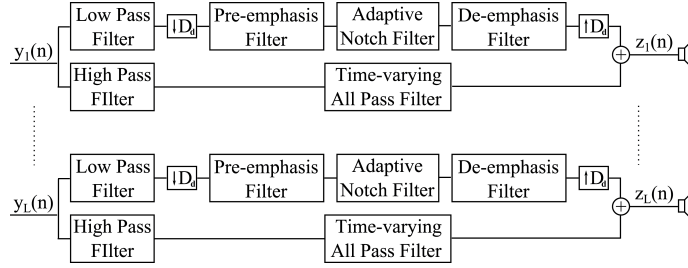 Low Pass Filter
↓D_d
Pre-emphasis Filter
Adaptive Notch Filter
De-emphasis Filter
↑D_d
y_1(n)
z_1(n)
+
High Pass FIlter
Time-varying All Pass Filter
Low Pass Filter
↓D_d
Pre-emphasis Filter
Adaptive Notch Filter
De-emphasis Filter
↑D_d
y_L(n)
z_L(n)
+
High Pass FIlter
Time-varying All Pass Filter